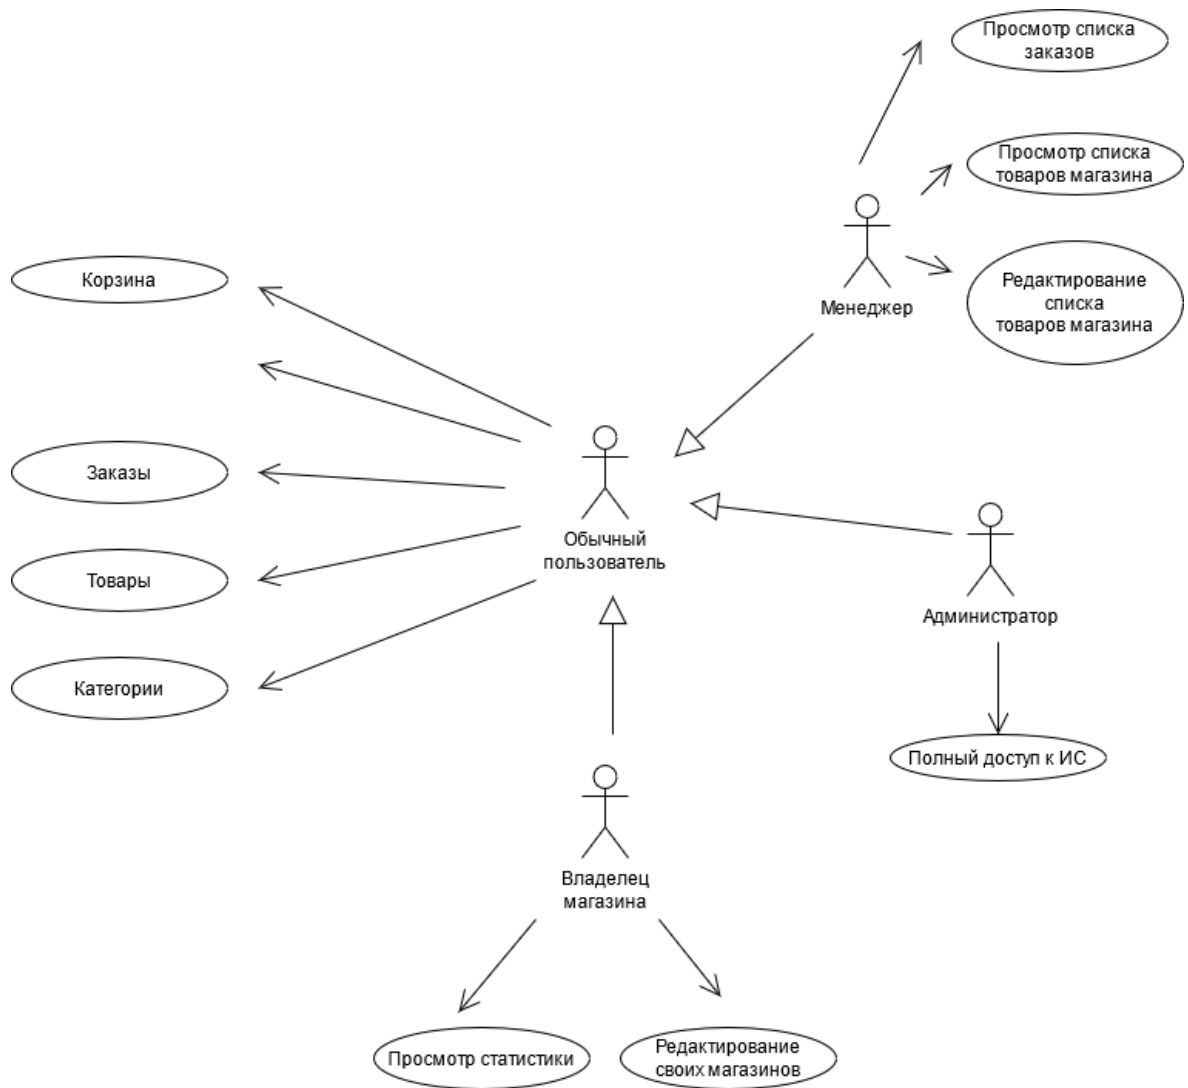 Просмотр списка
заказов
Просмотр списка
товаров магазина
Менеджер
Редактирование
списка
товаров магазина
Корзина
Заказы
Товары
Категории
Обычный
пользователь
Администратор
Полный доступ к ИС
Владелец
магазина
Просмотр статистики
Редактирование
своих магазинов